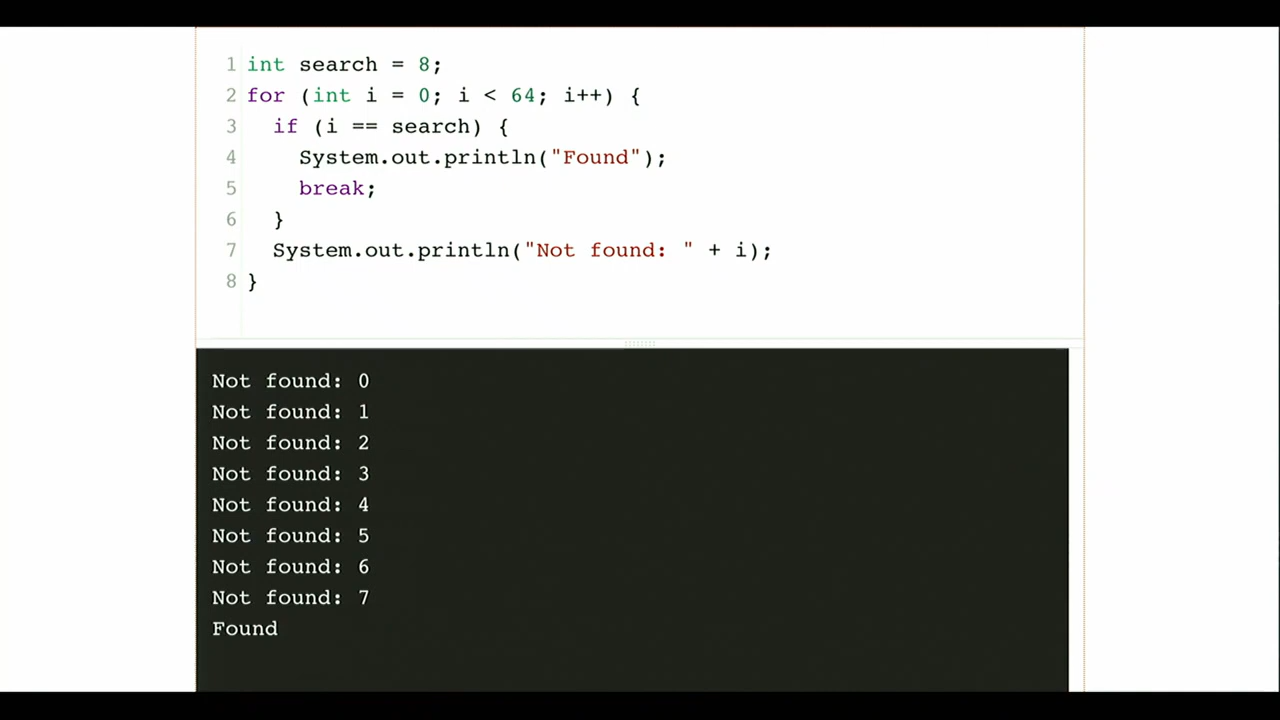 1 int search = 8;
2 for (int i = 0; i < 64; i++) {
3   if (i == search) {
4     System.out.println("Found");
5     break;
6   }
7   System.out.println("Not found: " + i);
8 }
Not found: 0
Not found: 1
Not found: 2
Not found: 3
Not found: 4
Not found: 5
Not found: 6
Not found: 7
Found